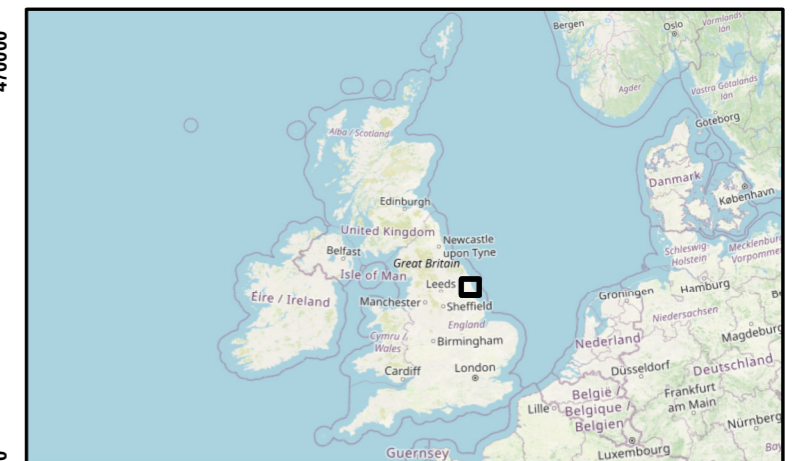 Bergen
Oslo
Värmlands
län
Agder
Västra Götalands
län
Göteborg
Alba / Scotland
Danmark
København
Edinburgh
United Kingdom
Newcastle
upon Tyne
Belfast
Great Britain
Isle of Man
Schleswig-
Holstein
Mecklenbur
Vorpomme
Leeds
Éire / Ireland
Manchester
Sheffield
Groningen
Hamburg
England
Niedersachsen
Cymru /
Wales
Birmingham
Nederland
Magdeburg
Cardiff
London
Düsseldorf
Deutschland
België /
Belgique /
Belgien
Lille
Frankfurt
am Main
Nürnberg
Guernsey
Luxembourg